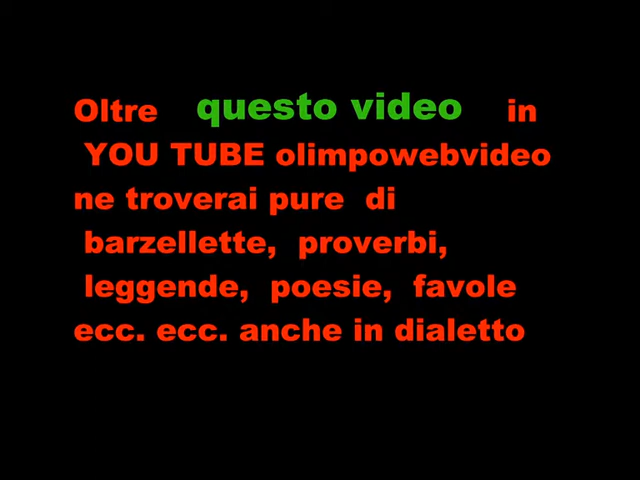 Oltre questo video in
YOU TUBE olimpowebvideo
ne troverai pure di
barzellette, proverbi,
leggende, poesie, favole
ecc. ecc. anche in dialetto